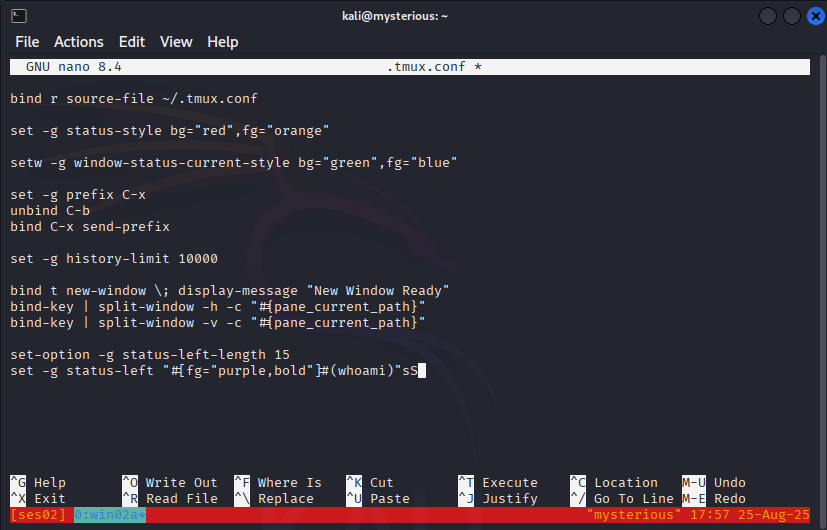 kali@mysterious: ~
File Actions Edit View Help
GNU nano 8.4 .tmux.conf *
bind r source-file ~/.tmux.conf
set -g status-style bg="red",fg="orange"
setw -g window-status-current-style bg="green",fg="blue"
set -g prefix C-x
unbind C-b
bind C-x send-prefix
set -g history-limit 10000
bind t new-window \; display-message "New Window Ready"
bind-key | split-window -h -c "#{pane_current_path}"
bind-key | split-window -v -c "#{pane_current_path}"
set-option -g status-left-length 15
set -g status-left "#[fg="purple,bold"]#(whoami)"sS
^G Help ^O Write Out ^F Where Is ^K Cut ^T Execute ^C Location M-U Undo
^X Exit ^R Read File ^\ Replace ^U Paste ^J Justify ^/ Go To Line M-E Redo
[ses02] 0:win02a* "mysterious" 17:57 25-Aug-25